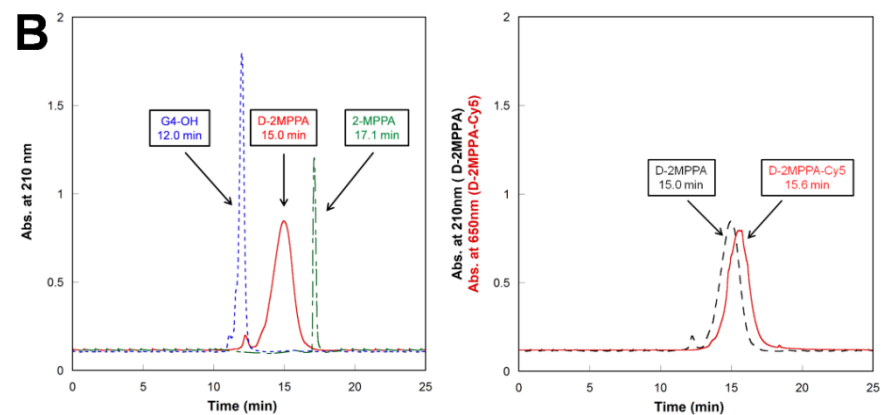 B
2
1.5
1
0.5
0
Abs. at 210 nm
G4-OH
12.0 min
D-2MPPA
15.0 min
2-MPPA
17.1 min
0 5 10 15 20 25
Time (min)
2
1.5
1
0.5
0
Abs. at 210nm ( D-2MPPA)
Abs. at 650nm (D-2MPPA-Cy5)
D-2MPPA
15.0 min
D-2MPPA-Cy5
15.6 min
0 5 10 15 20 25
Time (min)